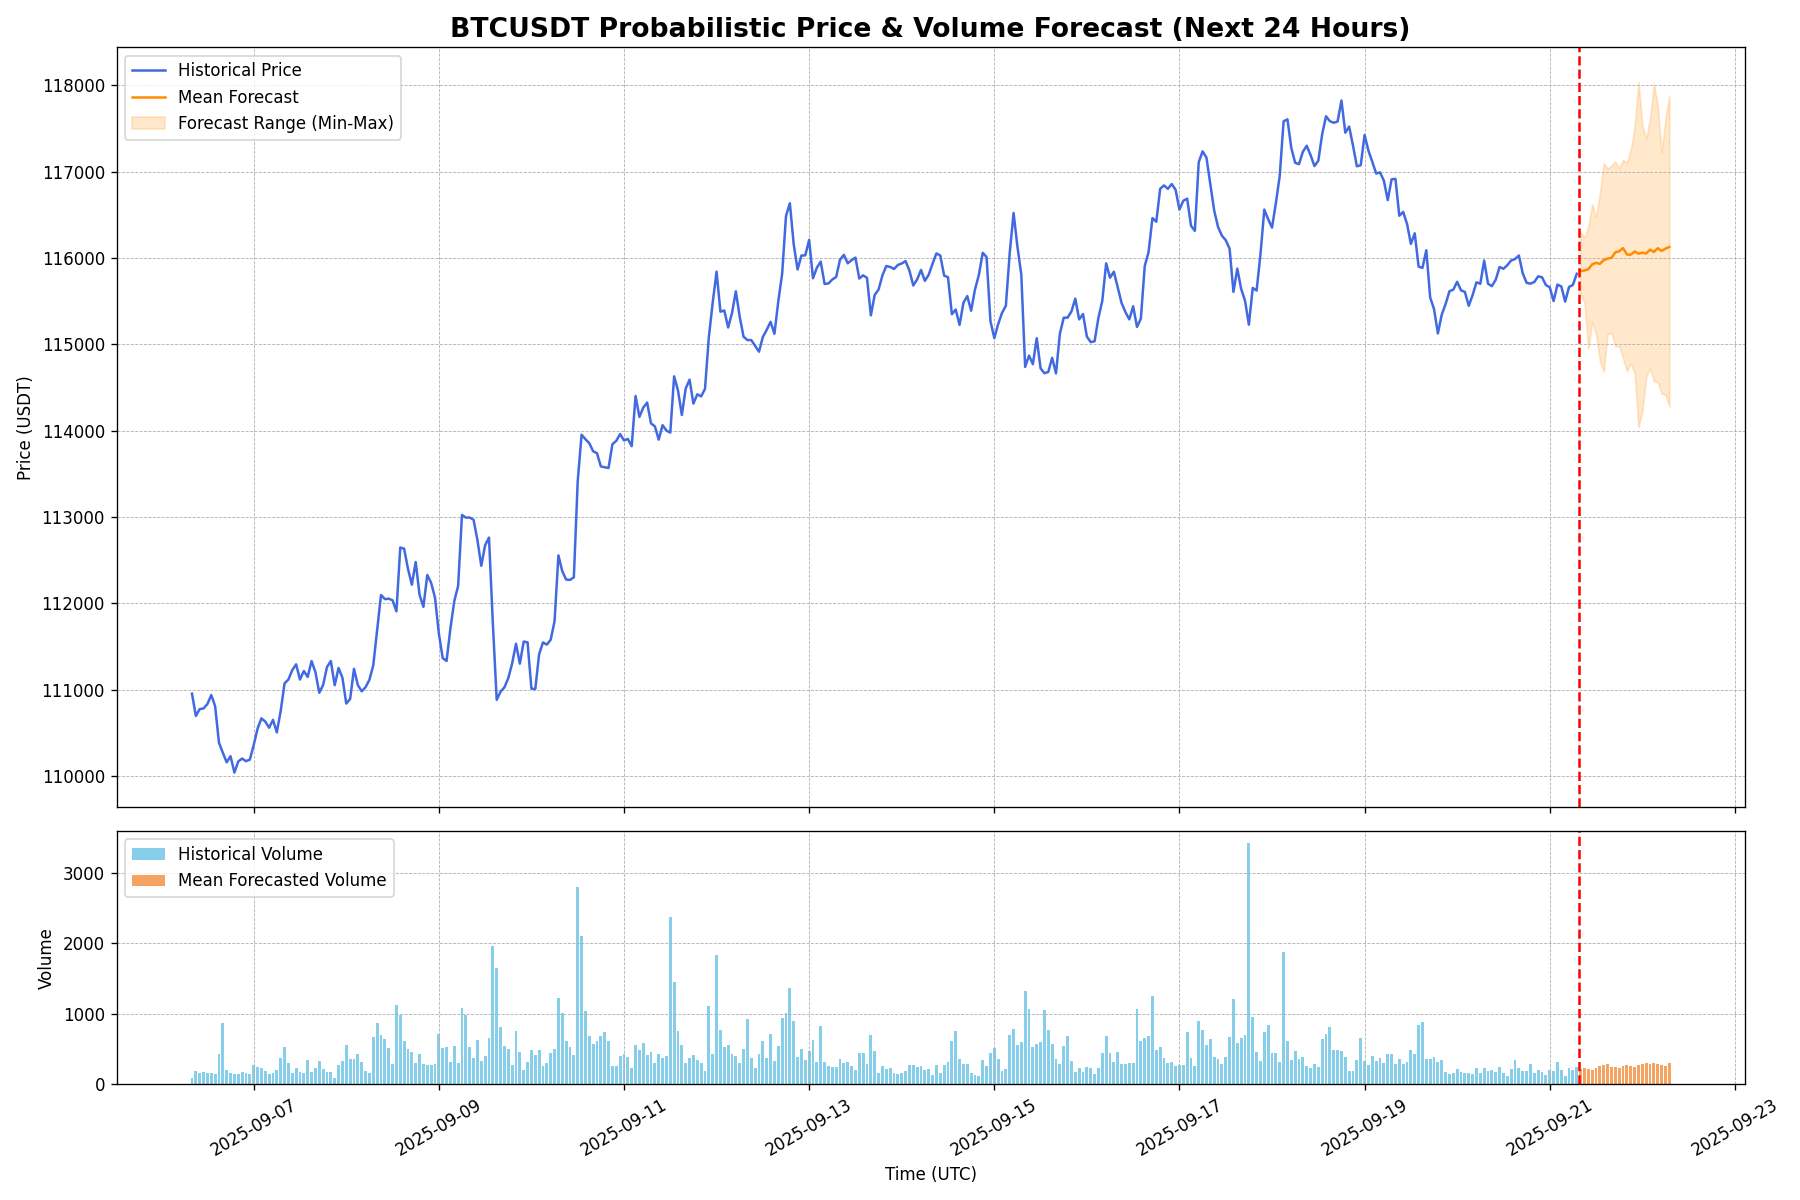 BTCUSDT Probabilistic Price & Volume Forecast (Next 24 Hours)
Historical Price
Mean Forecast
Forecast Range (Min-Max)
118000
117000
116000
115000
114000
113000
112000
111000
110000
Price (USDT)
Historical Volume
Mean Forecasted Volume
3000
2000
1000
0
Volume
2025-09-07
2025-09-09
2025-09-11
2025-09-13
2025-09-15
2025-09-17
2025-09-19
2025-09-21
2025-09-23
Time (UTC)